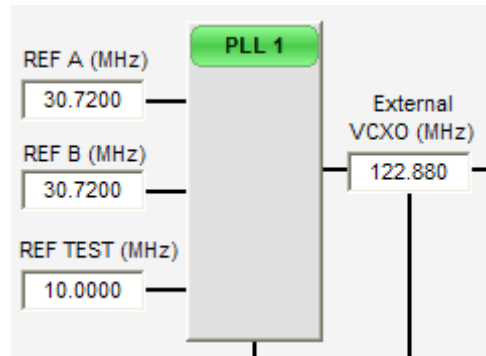 PLL 1
REF A (MHz)
30.7200
External
VCXO (MHz)
REF B (MHz)
122.880
30.7200
REF TEST (MHz)
10.0000